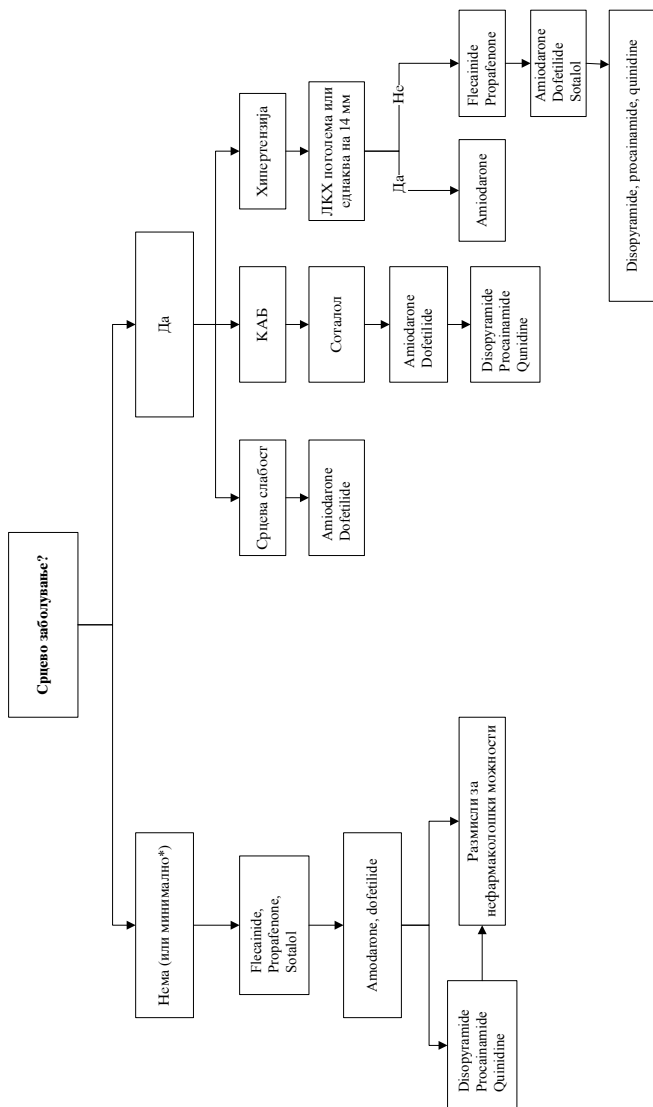 Срцево заболување?
Нема (или минимално*)
Flecainide,
Propafenone,
Sotalol
Amodarone, dofetilide
Disopyramide
Procainamide
Quinidine
Размисли за
нефармаколошки можности
Да
Срцева слабост
Amiodarone
Dofetilide
КАБ
Соталол
Amiodarone
Dofetilide
Disopyramide
Procainamide
Qunidine
Хипертензија
ЛКХ поголема или
еднаква на 14 мм
Да
Не
Amiodarone
Flecainide
Propafenone
Amiodarone
Dofetilide
Sotalol
Disopyramide, procainamide, quinidine